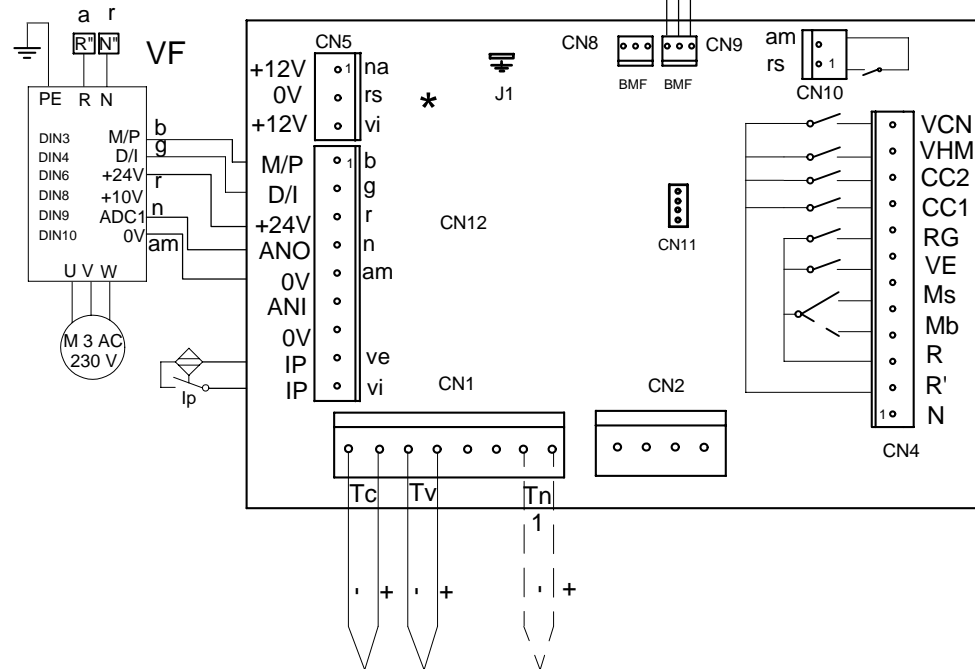 a r
R" N"
VF
PE R N
DIN3 M/P b
DIN4 D/I g
DIN6 +24V r
DIN8 +10V
DIN9 ADC1 n
DIN10 0V am
U V W
M 3 AC
230 V
Ip
CN5
+12V 1 na
0V rs
+12V vi
*
M/P 1 b
D/I g
+24V r
ANO n
0V am
ANI
0V
IP ve
IP vi
CN12
J1
CN8
BMF
CN9
BMF
am
rs 1
CN10
CN11
VCN
VHM
CC2
CC1
RG
VE
Ms
Mb
R
R'
1 N
CN4
CN1
CN2
Tc Tv Tn
1
- + - + - +